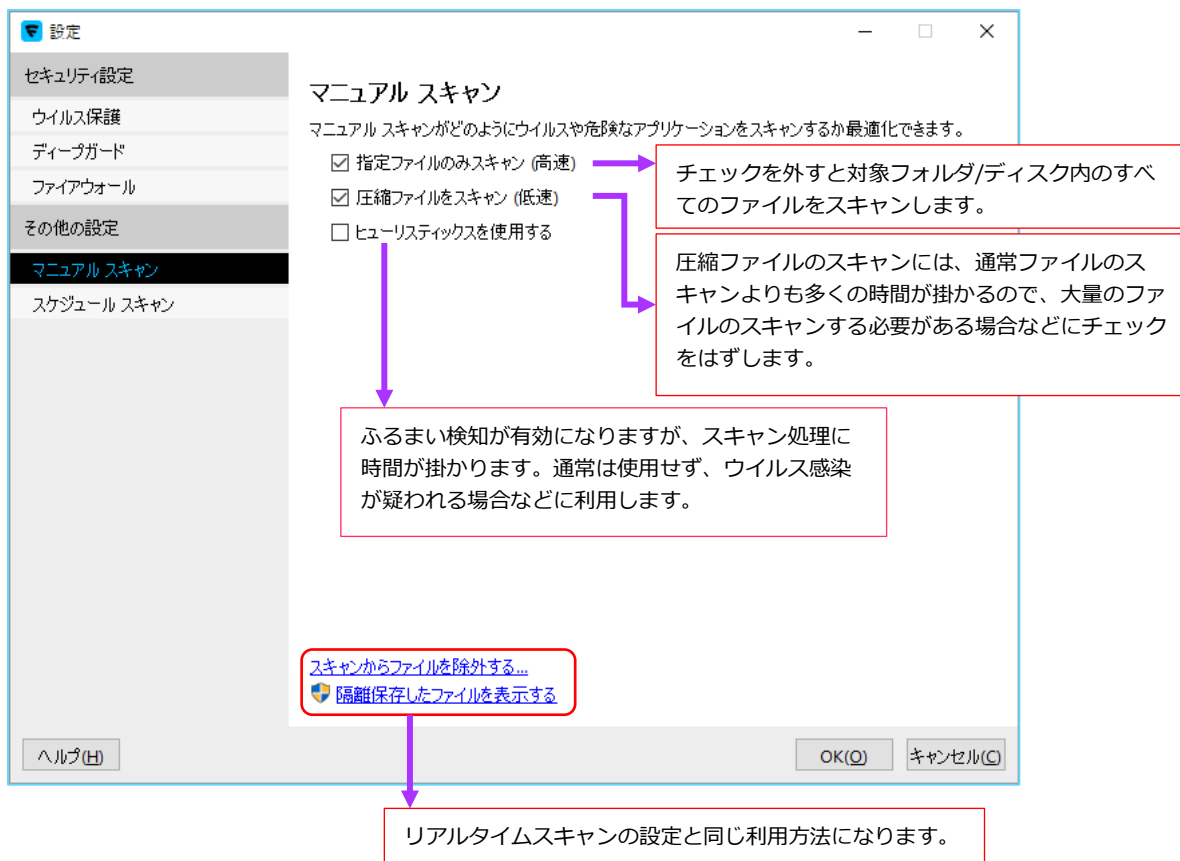 設定
セキュリティ設定
ウイルス保護
ディープガード
ファイアウォール
その他の設定
マニュアル スキャン
スケジュール スキャン
マニュアル スキャン
マニュアル スキャンがどのようにウイルスや危険なアプリケーションをスキャンするか最適化できます。
指定ファイルのみスキャン (高速)
圧縮ファイルをスキャン (低速)
ヒューリスティックスを使用する
チェックを外すと対象フォルダ/ディスク内のすべ
てのファイルをスキャンします。
圧縮ファイルのスキャンには、通常ファイルのス
キャンよりも多くの時間が掛かるので、大量のファ
イルのスキャンする必要がある場合などにチェック
をはずします。
ふるまい検知が有効になりますが、スキャン処理に
時間が掛かります。通常は使用せず、ウイルス感染
が疑われる場合などに利用します。
スキャンからファイルを除外する...
隔離保存したファイルを表示する
ヘルプ(H)
OK(O)
キャンセル(C)
リアルタイムスキャンの設定と同じ利用方法になります。